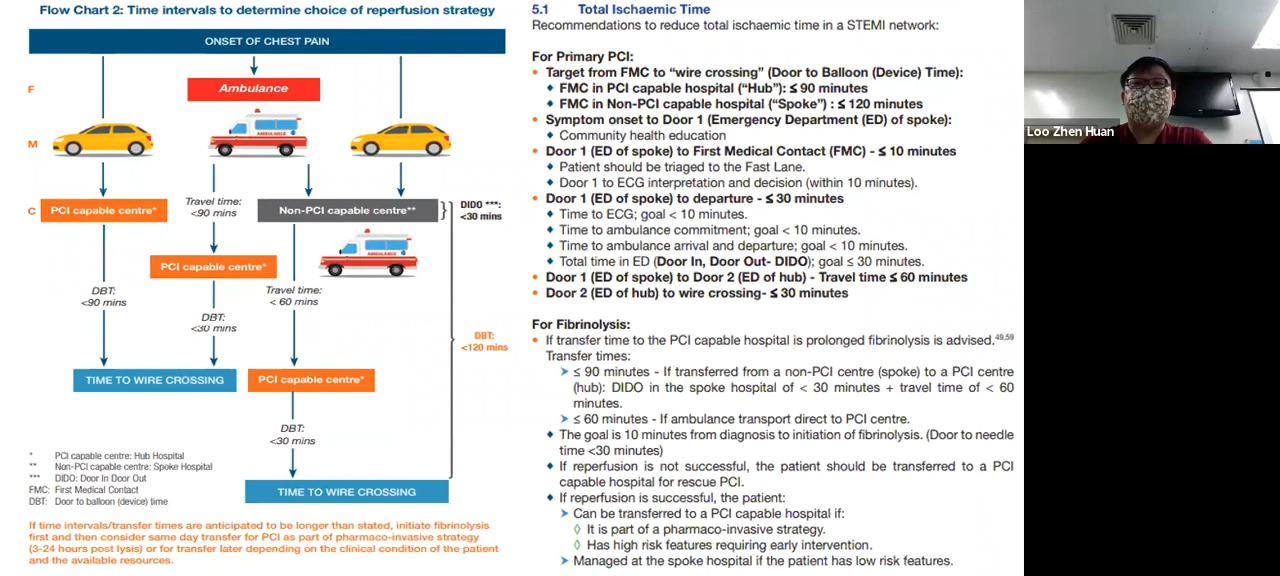 Flow Chart 2: Time intervals to determine choice of reperfusion strategy
ONSET OF CHEST PAIN
F
Ambulance
AMBULANCE
M
C
PCI capable centre*
Travel time:
<90 mins
Non-PCI capable centre**
DIDO ***:
<30 mins
AMBULANCE
PCI capable centre*
DBT:
<90 mins
Travel time:
< 60 mins
DBT:
<30 mins
DBT:
<120 mins
TIME TO WIRE CROSSING
PCI capable centre*
DBT:
<30 mins
TIME TO WIRE CROSSING
* PCI capable centre: Hub Hospital
** Non-PCI capable centre: Spoke Hospital
*** DIDO: Door In Door Out
FMC: First Medical Contact
DBT: Door to balloon (device) time
If time intervals/transfer times are anticipated to be longer than stated, initiate fibrinolysis
first and then consider same day transfer for PCI as part of pharmaco-invasive strategy
(3-24 hours post lysis) or for transfer later depending on the clinical condition of the patient
and the available resources.
5.1 Total Ischaemic Time
Recommendations to reduce total ischaemic time in a STEMI network:
For Primary PCI:
• Target from FMC to “wire crossing” (Door to Balloon (Device) Time):
◆ FMC in PCI capable hospital (“Hub”): ≤ 90 minutes
◆ FMC in Non-PCI capable hospital (“Spoke”) : ≤ 120 minutes
• Symptom onset to Door 1 (Emergency Department (ED) of spoke):
◆ Community health education
• Door 1 (ED of spoke) to First Medical Contact (FMC) - ≤ 10 minutes
◆ Patient should be triaged to the Fast Lane.
◆ Door 1 to ECG interpretation and decision (within 10 minutes).
• Door 1 (ED of spoke) to departure - ≤ 30 minutes
◆ Time to ECG; goal < 10 minutes.
◆ Time to ambulance commitment; goal < 10 minutes.
◆ Time to ambulance arrival and departure; goal < 10 minutes.
◆ Total time in ED (Door In, Door Out- DIDO); goal ≤ 30 minutes.
• Door 1 (ED of spoke) to Door 2 (ED of hub) - Travel time ≤ 60 minutes
• Door 2 (ED of hub) to wire crossing- ≤ 30 minutes
For Fibrinolysis:
• If transfer time to the PCI capable hospital is prolonged fibrinolysis is advised.49,59
Transfer times:
➤ ≤ 90 minutes - If transferred from a non-PCI centre (spoke) to a PCI centre
(hub): DIDO in the spoke hospital of < 30 minutes + travel time of < 60
minutes.
➤ ≤ 60 minutes - If ambulance transport direct to PCI centre.
◆ The goal is 10 minutes from diagnosis to initiation of fibrinolysis. (Door to needle
time <30 minutes)
◆ If reperfusion is not successful, the patient should be transferred to a PCI
capable hospital for rescue PCI.
◆ If reperfusion is successful, the patient:
➤ Can be transferred to a PCI capable hospital if:
◊ It is part of a pharmaco-invasive strategy.
◊ Has high risk features requiring early intervention.
➤ Managed at the spoke hospital if the patient has low risk features.
Loo Zhen Huan